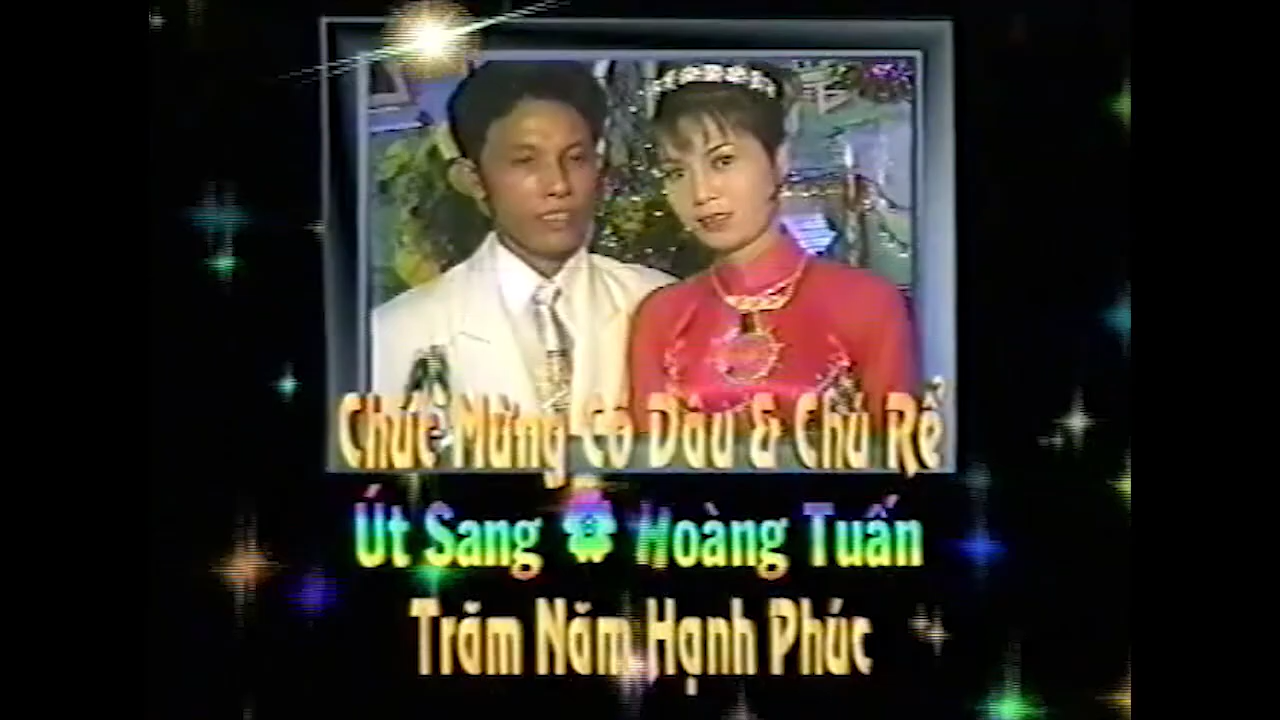 Chúc Mừng Cô Dâu & Chú Rể
Út Sang Hoàng Tuấn
Trăm Năm Hạnh Phúc